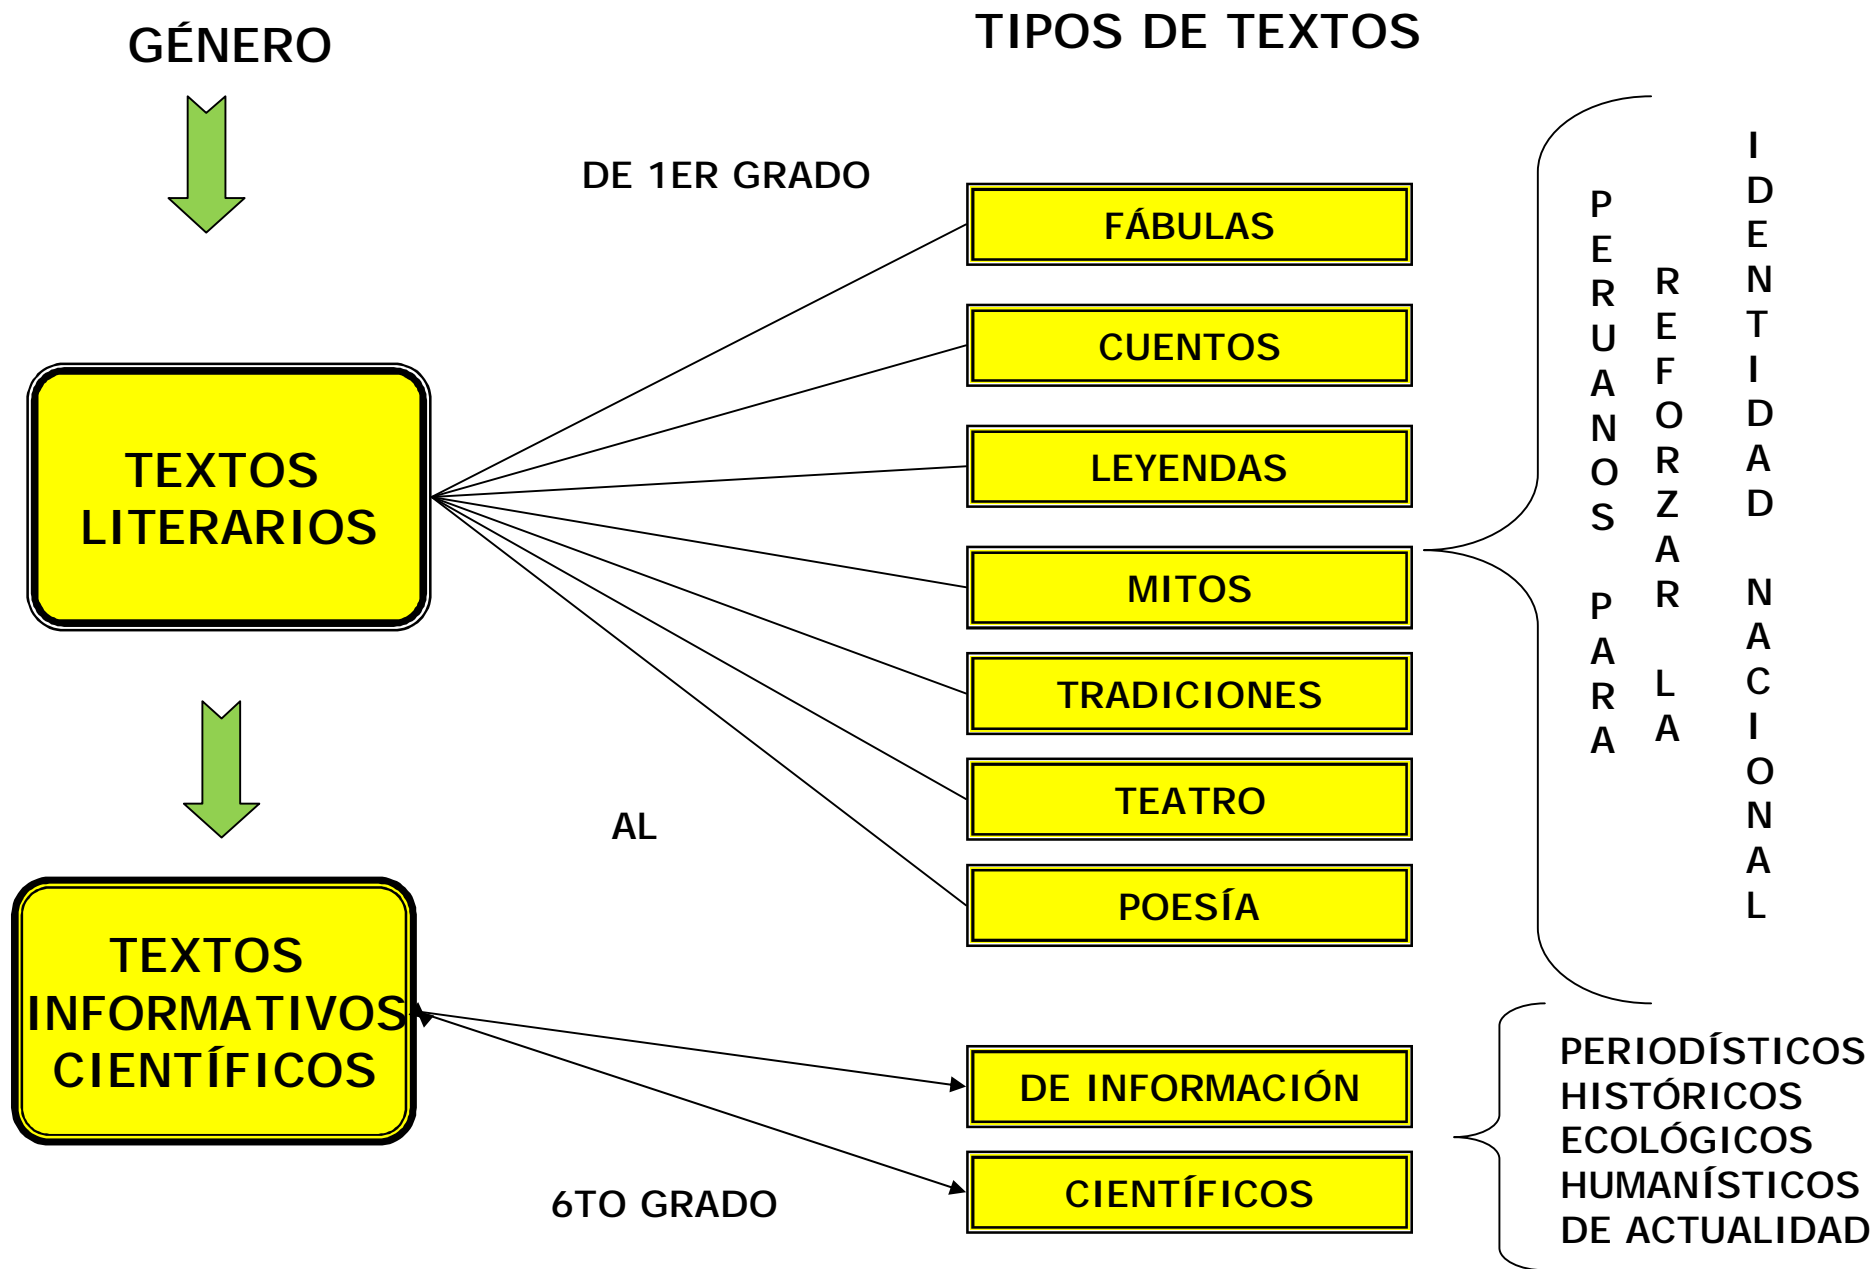 GÉNERO
TIPOS DE TEXTOS
DE 1ER GRADO
FÁBULAS
CUENTOS
LEYENDAS
MITOS
TRADICIONES
TEATRO
POESÍA
TEXTOS
LITERARIOS
AL
TEXTOS
INFORMATIVOS
CIENTÍFICOS
DE INFORMACIÓN
CIENTÍFICOS
6TO GRADO
PERUANOS PARA
REFORZAR LA
IDENTIDAD NACIONAL
PERIODÍSTICOS
HISTÓRICOS
ECOLÓGICOS
HUMANÍSTICOS
DE ACTUALIDAD